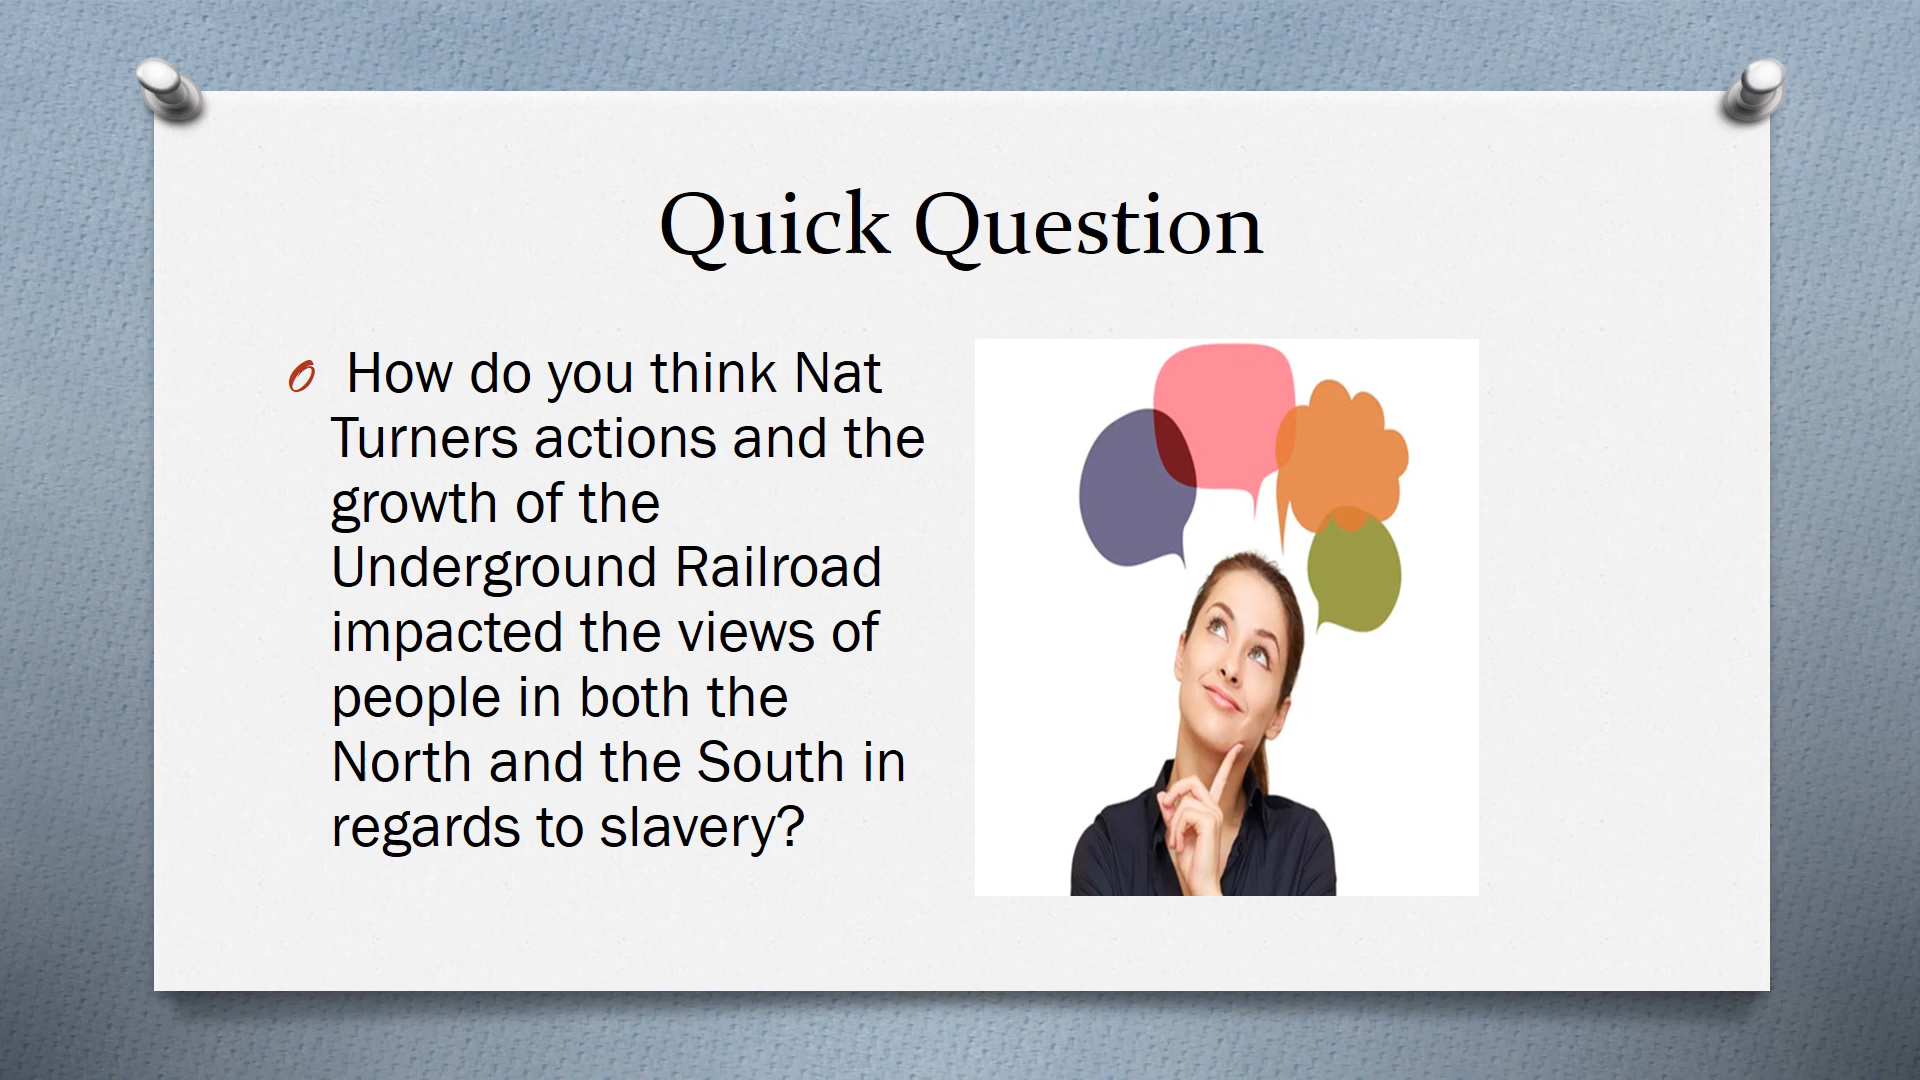 Quick Question
How do you think Nat
Turners actions and the
growth of the
Underground Railroad
impacted the views of
people in both the
North and the South in
regards to slavery?